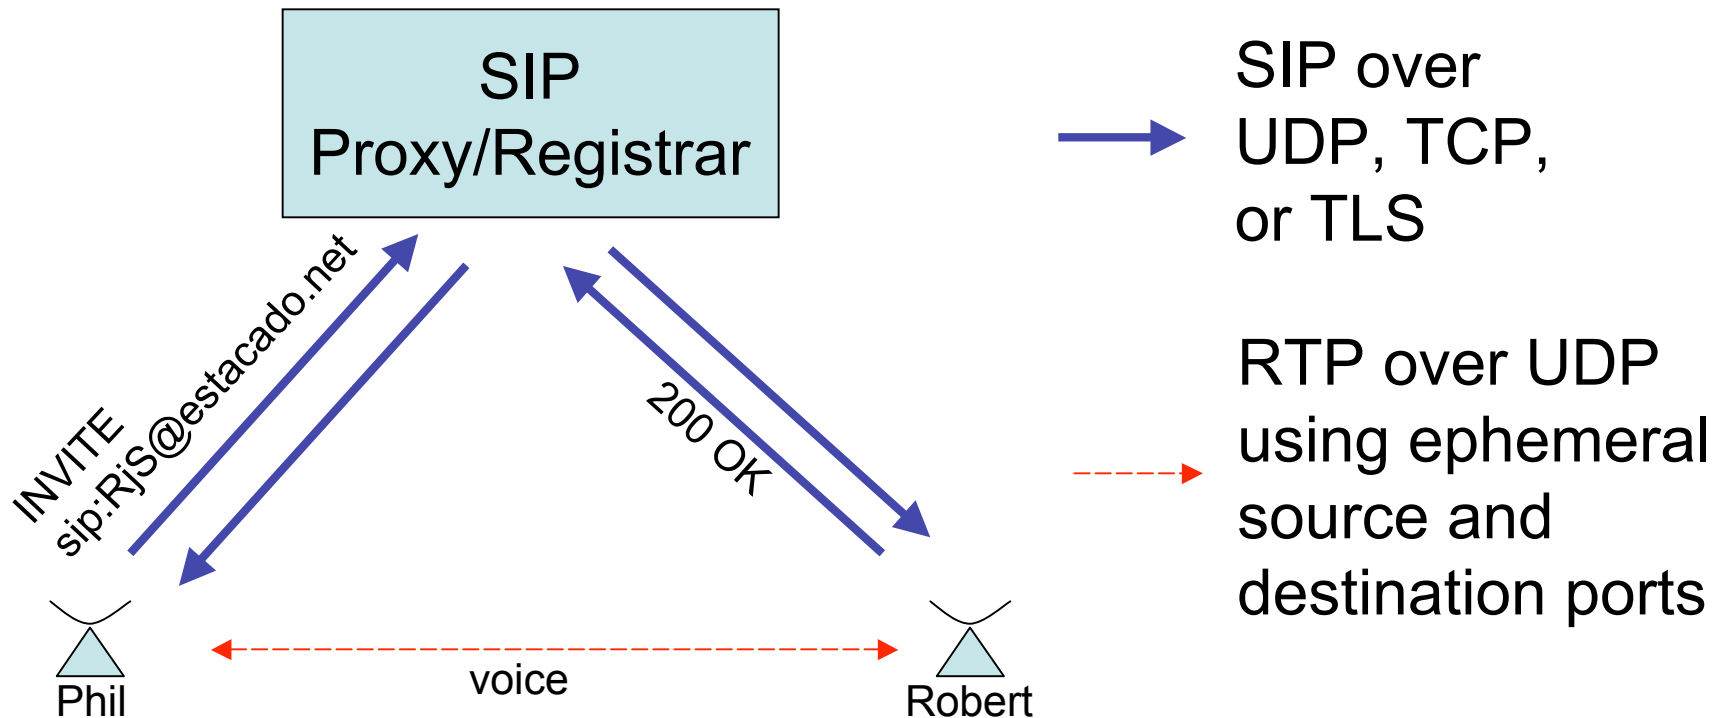 SIP
Proxy/Registrar
SIP over
UDP, TCP,
or TLS
INVITE
sip:RjS@estacado.net
200 OK
RTP over UDP
using ephemeral
source and
destination ports
voice
Phil
Robert